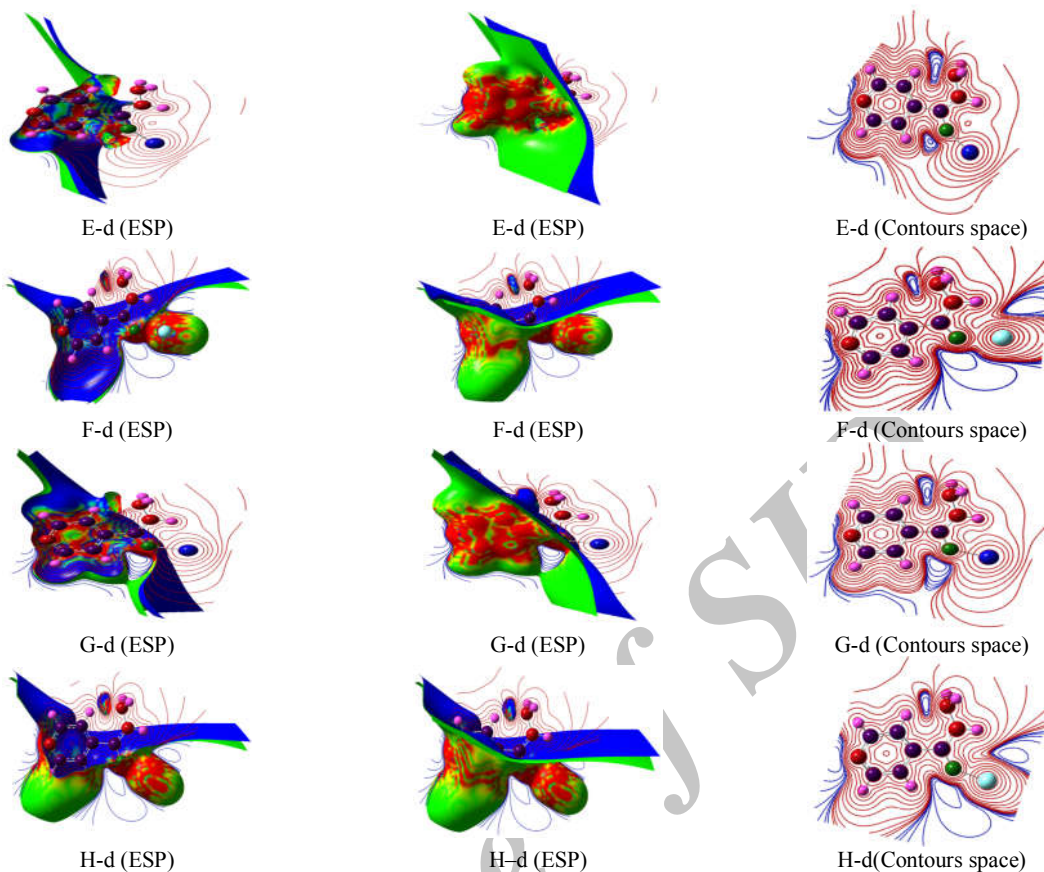 E-d (ESP) E-d (ESP) E-d (Contours space)
F-d (ESP) F-d (ESP) F-d (Contours space)
G-d (ESP) G-d (ESP) G-d (Contours space)
H-d (ESP) H–d (ESP) H-d(Contours space)